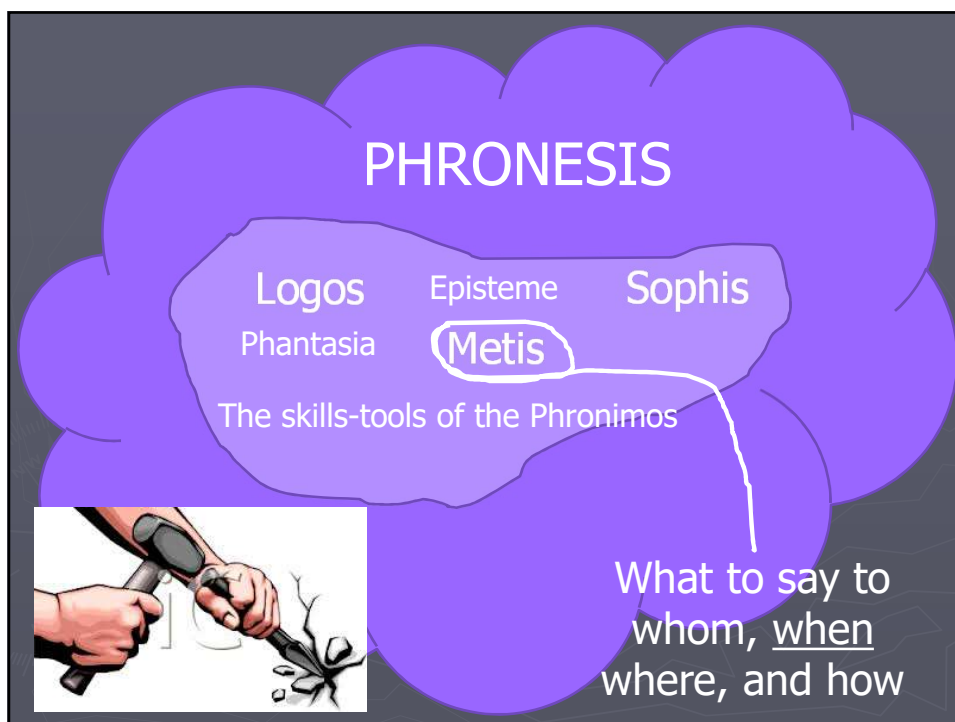 PHRONESIS
Logos Episteme Sophis
Phantasia Metis
The skills-tools of the Phronimos
What to say to
whom, when
where, and how